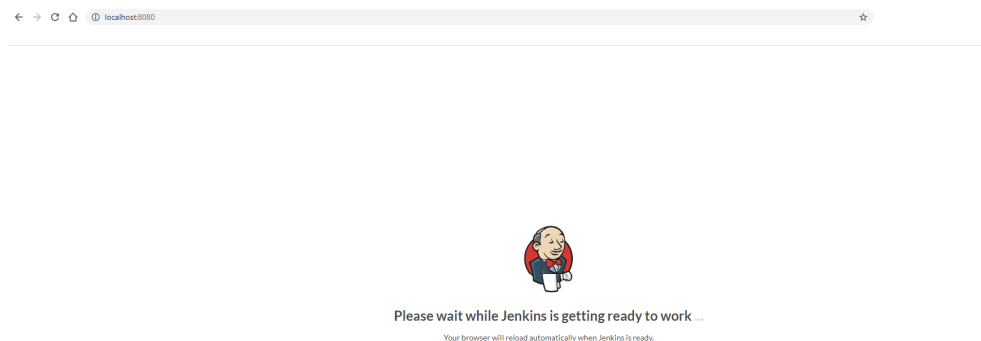 localhost:8080
Please wait while Jenkins is getting ready to work ...
Your browser will reload automatically when Jenkins is ready.